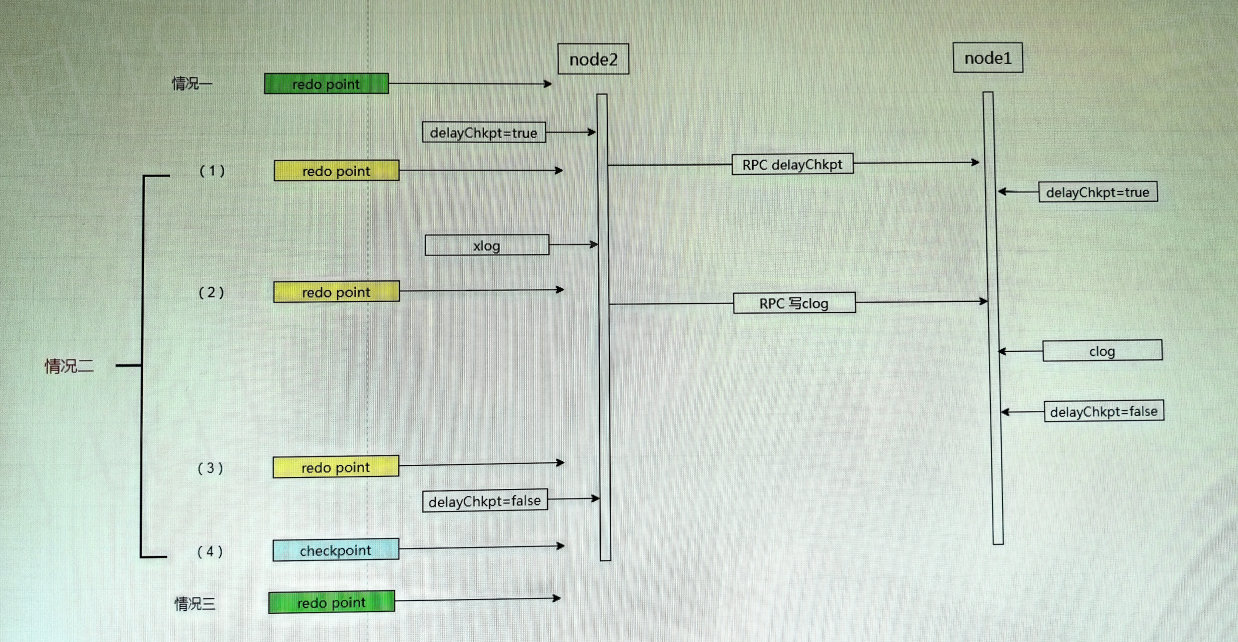 node2
node1
情况一
redo point
delayChkpt=true
(1)
redo point
RPC delayChkpt
delayChkpt=true
xlog
(2)
redo point
RPC 写clog
clog
情况二
delayChkpt=false
(3)
redo point
delayChkpt=false
(4)
checkpoint
情况三
redo point